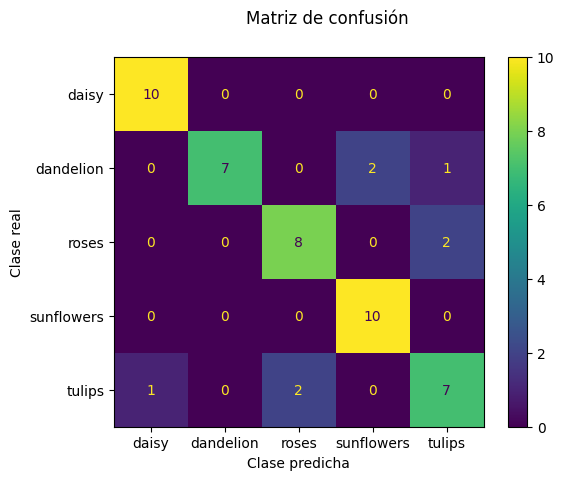 Matriz de confusión
10
daisy 10 0 0 0 0
8
dandelion 0 7 0 2 1
6
Clase real
roses 0 0 8 0 2
4
sunflowers 0 0 0 10 0
2
tulips 1 0 2 0 7
0
daisy dandelion roses sunflowers tulips
Clase predicha